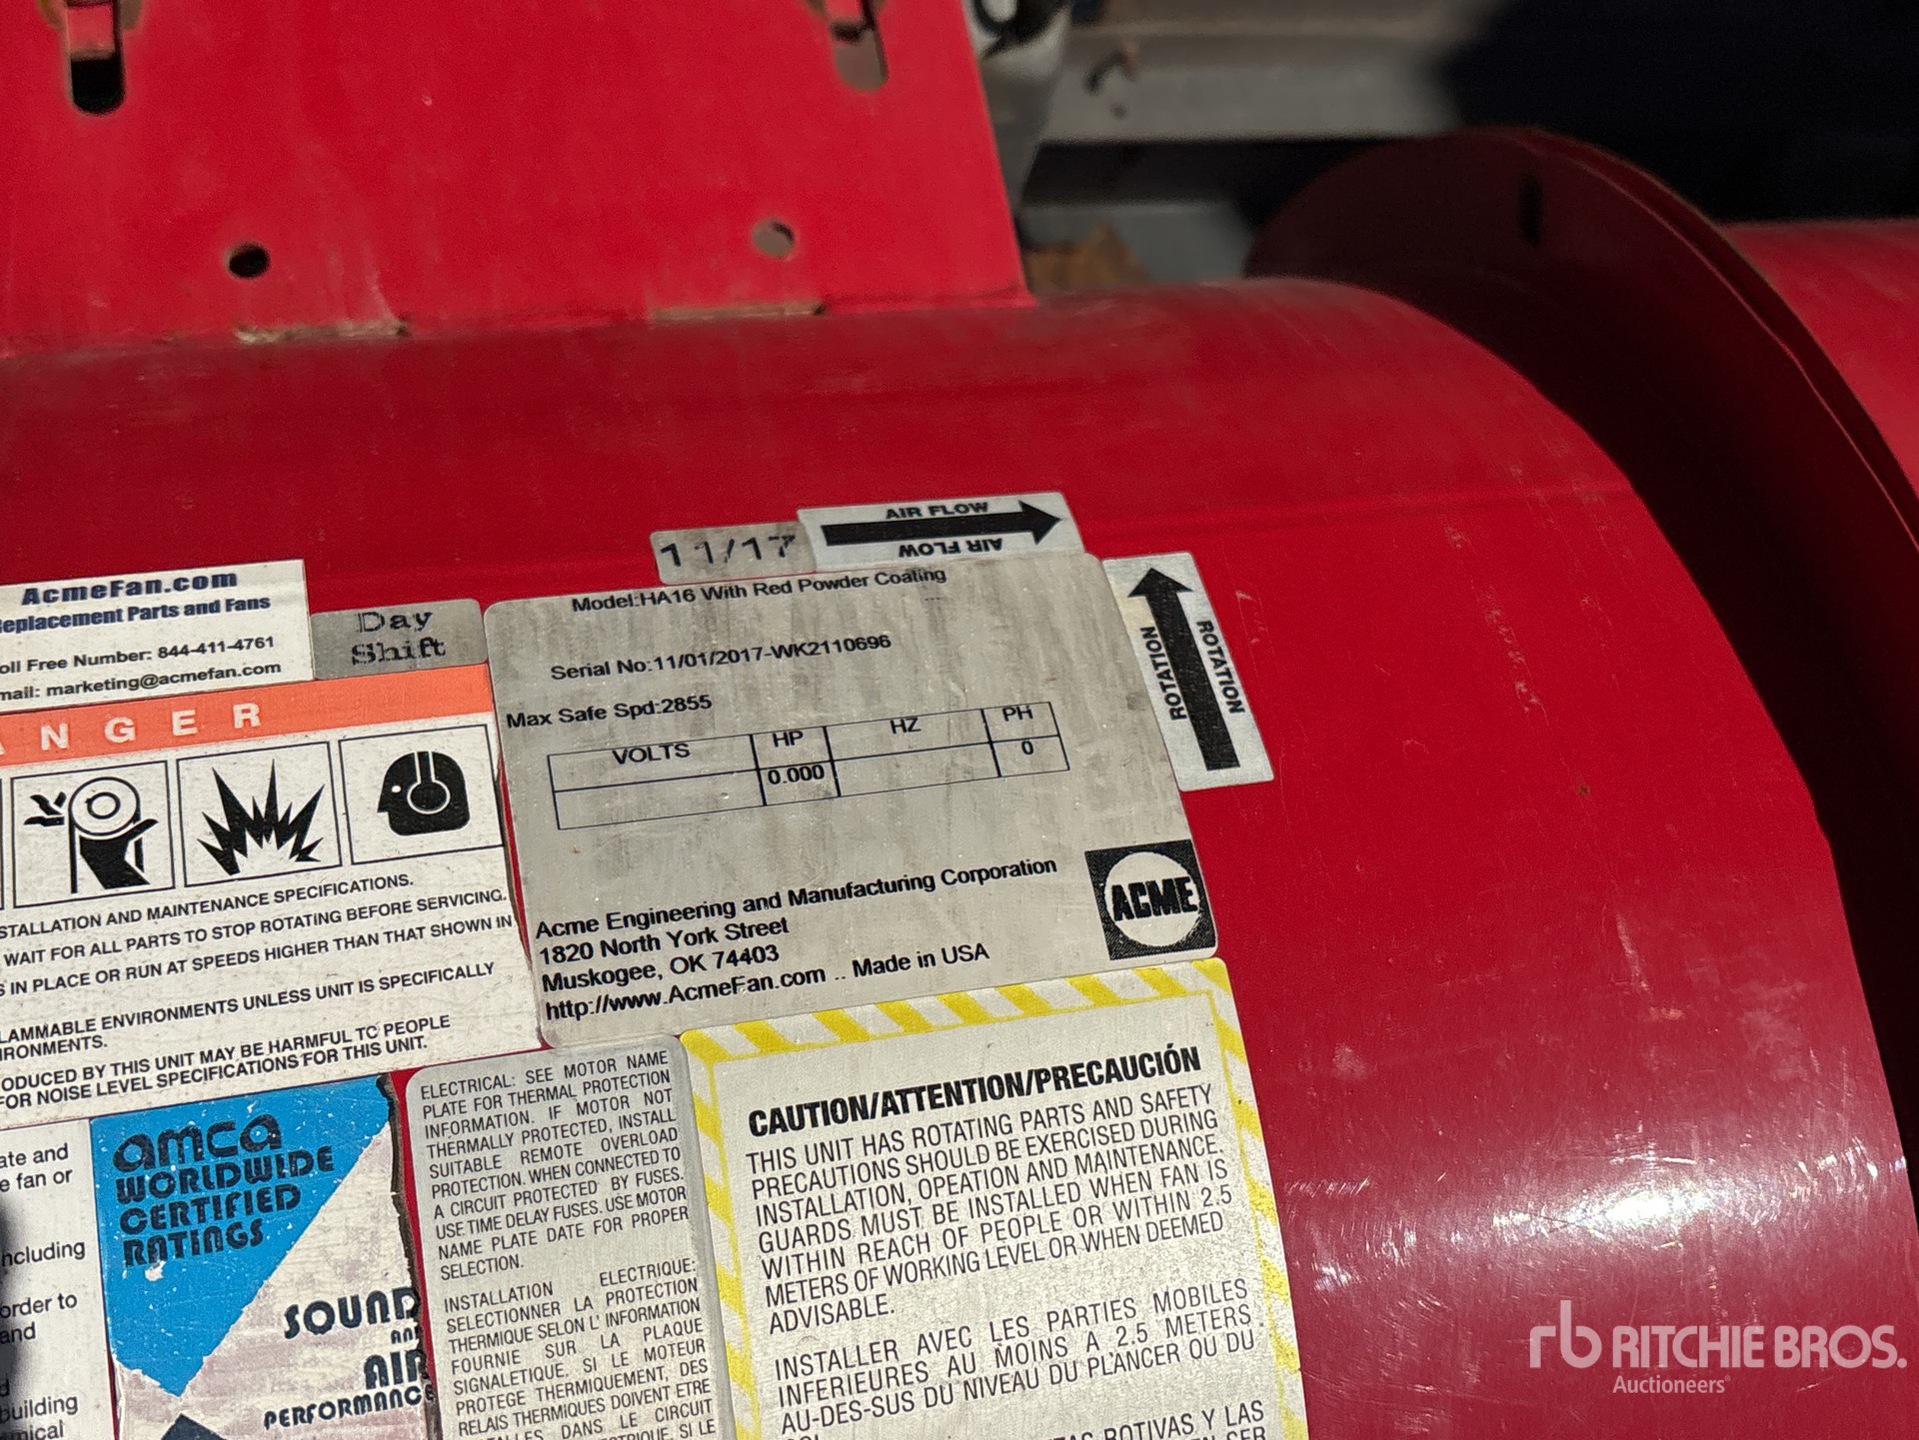 11/17
AIR FLOW
AIR FLOW
AcmeFan.com
Replacement Parts and Fans
Toll Free Number: 844-411-4761
mail: marketing@acmefan.com
Day
Shift
Model:HA16 With Red Powder Coating
Serial No:11/01/2017-WK2110696
Max Safe Spd:2855
VOLTS HP HZ PH
0.000 0
Acme Engineering and Manufacturing Corporation
1820 North York Street
Muskogee, OK 74403
http://www.AcmeFan.com .. Made in USA
ACME
ROTATION
ROTATION
ANGER
STALLATION AND MAINTENANCE SPECIFICATIONS.
WAIT FOR ALL PARTS TO STOP ROTATING BEFORE SERVICING.
S IN PLACE OR RUN AT SPEEDS HIGHER THAN THAT SHOWN IN
LAMMABLE ENVIRONMENTS UNLESS UNIT IS SPECIFICALLY
IRONMENTS.
ODUCED BY THIS UNIT MAY BE HARMFUL TO PEOPLE
FOR NOISE LEVEL SPECIFICATIONS FOR THIS UNIT.
ate and
e fan or
ncluding
order to
and
building
mical
amca
WORLDWIDE
CERTIFIED
RATINGS
SOUND
AND
AIR
PERFORMANCE
ELECTRICAL: SEE MOTOR NAME
PLATE FOR THERMAL PROTECTION
INFORMATION. IF MOTOR NOT
THERMALLY PROTECTED, INSTALL
SUITABLE REMOTE OVERLOAD
PROTECTION. WHEN CONNECTED TO
A CIRCUIT PROTECTED BY FUSES.
USE TIME DELAY FUSES. USE MOTOR
NAME PLATE DATE FOR PROPER
SELECTION.
INSTALLATION ELECTRIQUE:
SELECTIONNER LA PROTECTION
THERMIQUE SELON L' INFORMATION
FOURNIE SUR LA PLAQUE
SIGNALETIQUE. SI LE MOTEUR
PROTEGE THERMIQUEMENT, DES
RELAIS THERMIQUES DOIVENT ETRE
DANS LE CIRCUIT
SI LE
CAUTION/ATTENTION/PRECAUCIÓN
THIS UNIT HAS ROTATING PARTS AND SAFETY
PRECAUTIONS SHOULD BE EXERCISED DURING
INSTALLATION, OPEATION AND MAINTENANCE.
GUARDS MUST BE INSTALLED WHEN FAN IS
WITHIN REACH OF PEOPLE OR WITHIN 2.5
METERS OF WORKING LEVEL OR WHEN DEEMED
ADVISABLE.
INSTALLER AVEC LES PARTIES MOBILES
INFERIEURES AU MOINS A 2.5 METERS
AU-DES-SUS DU NIVEAU DU PLANCER OU DU
ROTIVAS Y LAS
rb RITCHIE BROS.
Auctioneers